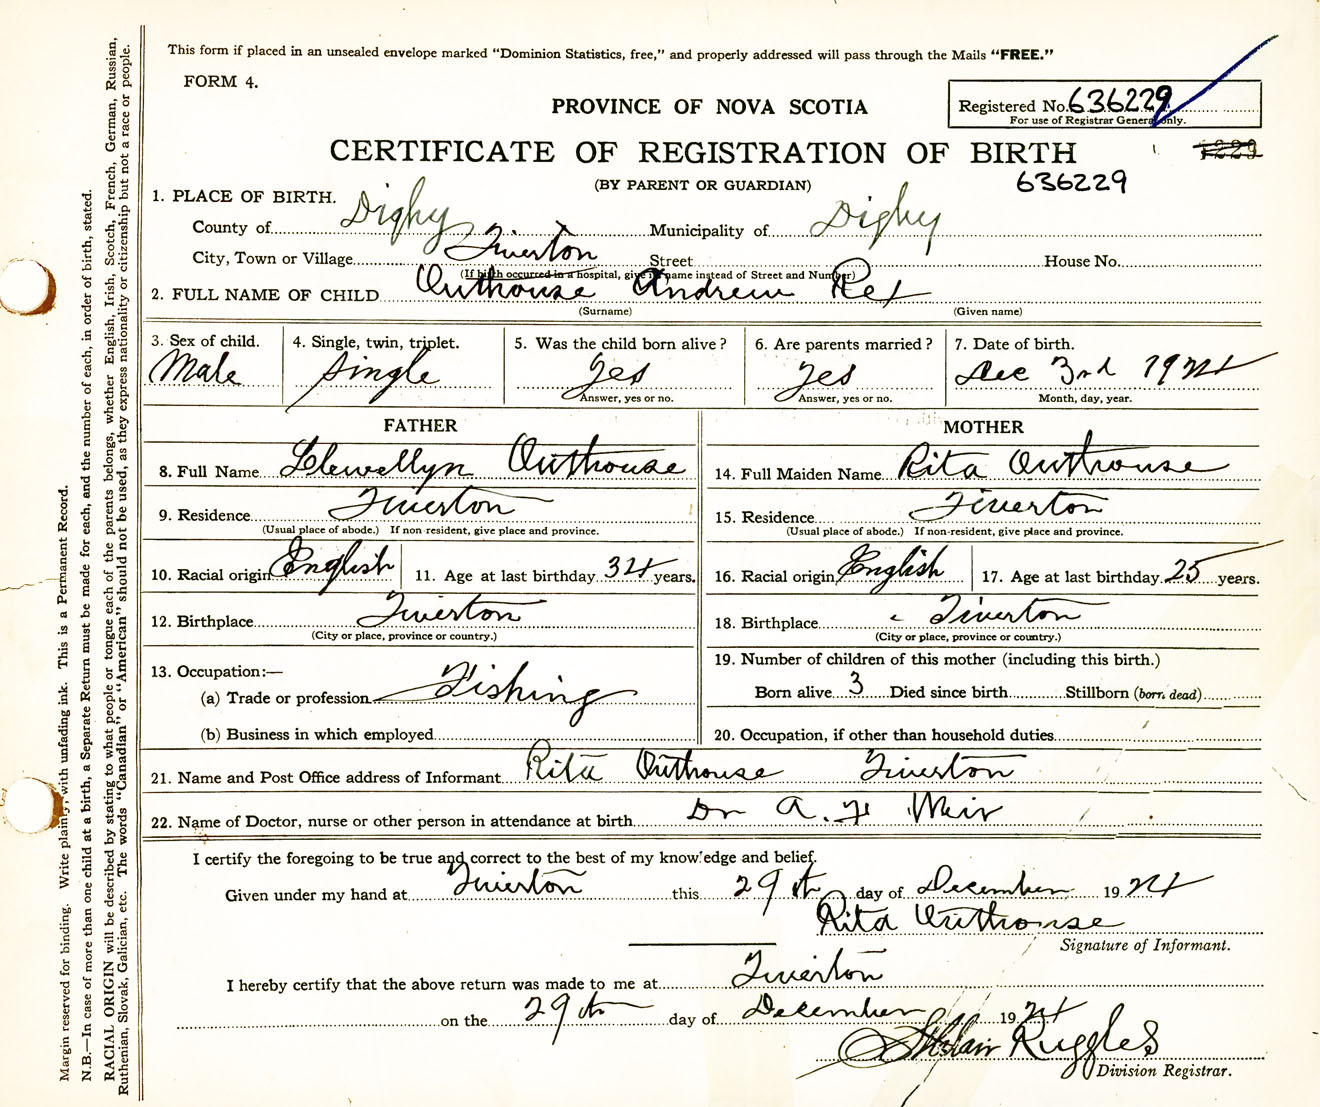 This form if placed in an unsealed envelope marked "Dominion Statistics, free," and properly addressed will pass through the Mails "FREE."
FORM 4.
PROVINCE OF NOVA SCOTIA
Registered No. 636229
For use of Registrar General only.
CERTIFICATE OF REGISTRATION OF BIRTH
1229
(BY PARENT OR GUARDIAN)
636229
1. PLACE OF BIRTH.
County of Digby Municipality of Digby
City, Town or Village Tiverton Street House No.
(If birth occurred in a hospital, give its name instead of Street and Number)
2. FULL NAME OF CHILD Outhouse Andrew Rex
(Surname) (Given name)
3. Sex of child. 4. Single, twin, triplet. 5. Was the child born alive? 6. Are parents married? 7. Date of birth.
Male Single Yes Yes Dec 3rd 1924
Answer, yes or no. Answer, yes or no. Month, day, year.
FATHER
8. Full Name Llewellyn Outhouse
9. Residence Tiverton
(Usual place of abode.) If non-resident, give place and province.
10. Racial origin English 11. Age at last birthday 34 years.
12. Birthplace Tiverton
(City or place, province or country.)
13. Occupation:—
(a) Trade or profession Fishing
(b) Business in which employed
MOTHER
14. Full Maiden Name Rita Outhouse
15. Residence Tiverton
(Usual place of abode.) If non-resident, give place and province.
16. Racial origin English 17. Age at last birthday 25 years.
18. Birthplace Tiverton
(City or place, province or country.)
19. Number of children of this mother (including this birth.)
Born alive 3 Died since birth Stillborn (born dead)
20. Occupation, if other than household duties
21. Name and Post Office address of Informant Rita Outhouse Tiverton
22. Name of Doctor, nurse or other person in attendance at birth Dr A. F Weir
I certify the foregoing to be true and correct to the best of my knowledge and belief.
Given under my hand at Tiverton this 29th day of December 1924
Rita Outhouse
Signature of Informant.
I hereby certify that the above return was made to me at Tiverton
on the 29th day of December 1924
Ruggles
Division Registrar.
Margin reserved for binding. Write plainly, with unfading ink. This is a Permanent Record.
N.B.—In case of more than one child at a birth, a Separate Return must be made for each, and the number of each, in order of birth, stated.
RACIAL ORIGIN will be described by stating to what people or tongue each of the parents belongs, whether English, Irish, Scotch, French, German, Russian,
Ruthenian, Slovak, Galician, etc. The words "Canadian" or "American" should not be used, as they express nationality or citizenship but not a race or people.